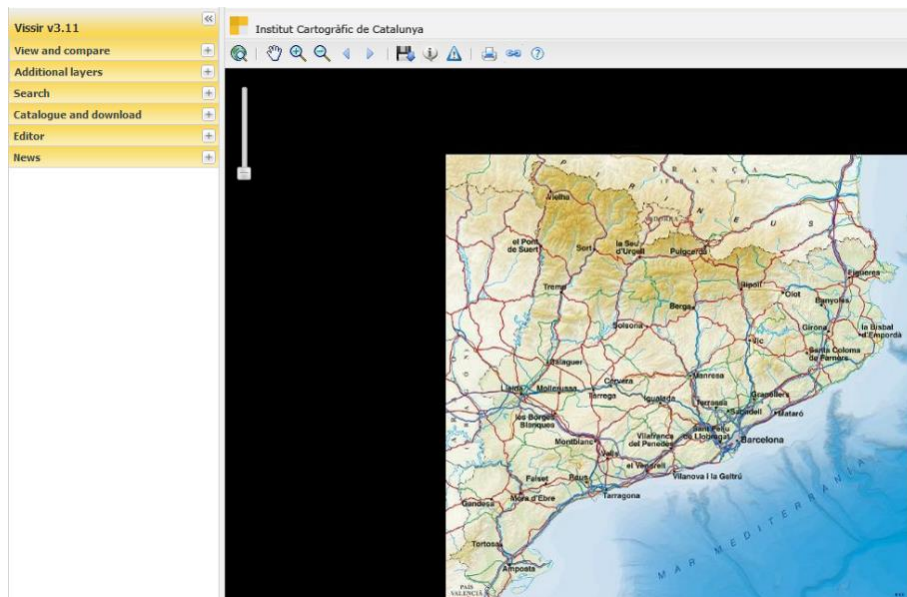 Vissir v3.11
View and compare
Additional layers
Search
Catalogue and download
Editor
News
Institut Cartogràfic de Catalunya
FRANÇA
(FRANCE)
PIRINEUS
Vielha
el Pont
de Suert
Sort
la Seu
d'Urgell
Puigcerdà
Figueres
Tremp
Berga
Ripoll
Olot
Banyoles
Solsona
Vic
Girona
la Bisbal
d'Empordà
Santa Coloma
de Farners
Balaguer
Manresa
Lleida
Mollerussa
Cervera
Tàrrega
Igualada
Terrassa
Granollers
Sabadell
Mataró
les Borges
Blanques
Sant Feliu
de Llobregat
Barcelona
Montblanc
Vilafranca
del Penedès
Valls
el Vendrell
Vilanova i la Geltrú
Falset
Reus
Móra d'Ebre
Tarragona
Gandesa
MAR MEDITERRÀNIA
Tortosa
Amposta
PAÍS
VALENCIÀ